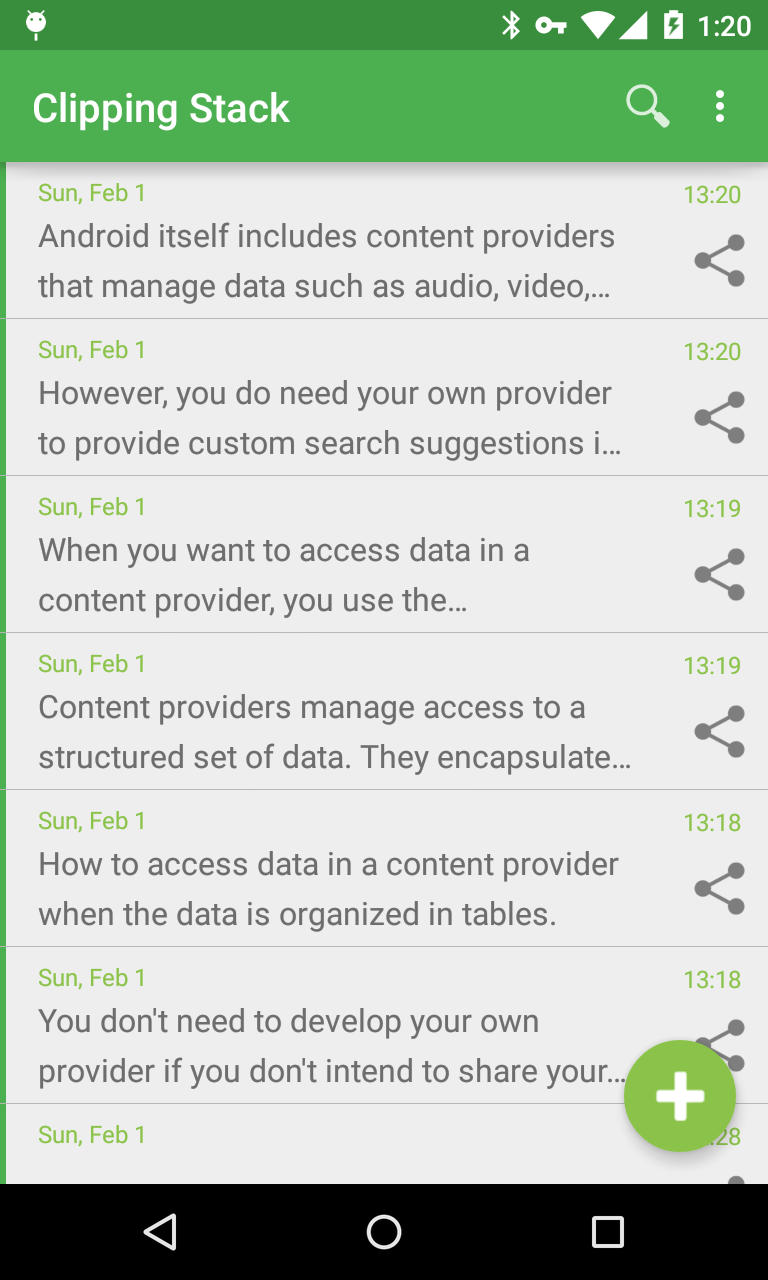 1:20
Clipping Stack
Sun, Feb 1
13:20
Android itself includes content providers
that manage data such as audio, video,…
Sun, Feb 1
13:20
However, you do need your own provider
to provide custom search suggestions i…
Sun, Feb 1
13:19
When you want to access data in a
content provider, you use the…
Sun, Feb 1
13:19
Content providers manage access to a
structured set of data. They encapsulate…
Sun, Feb 1
13:18
How to access data in a content provider
when the data is organized in tables.
Sun, Feb 1
13:18
You don't need to develop your own
provider if you don't intend to share your…
Sun, Feb 1